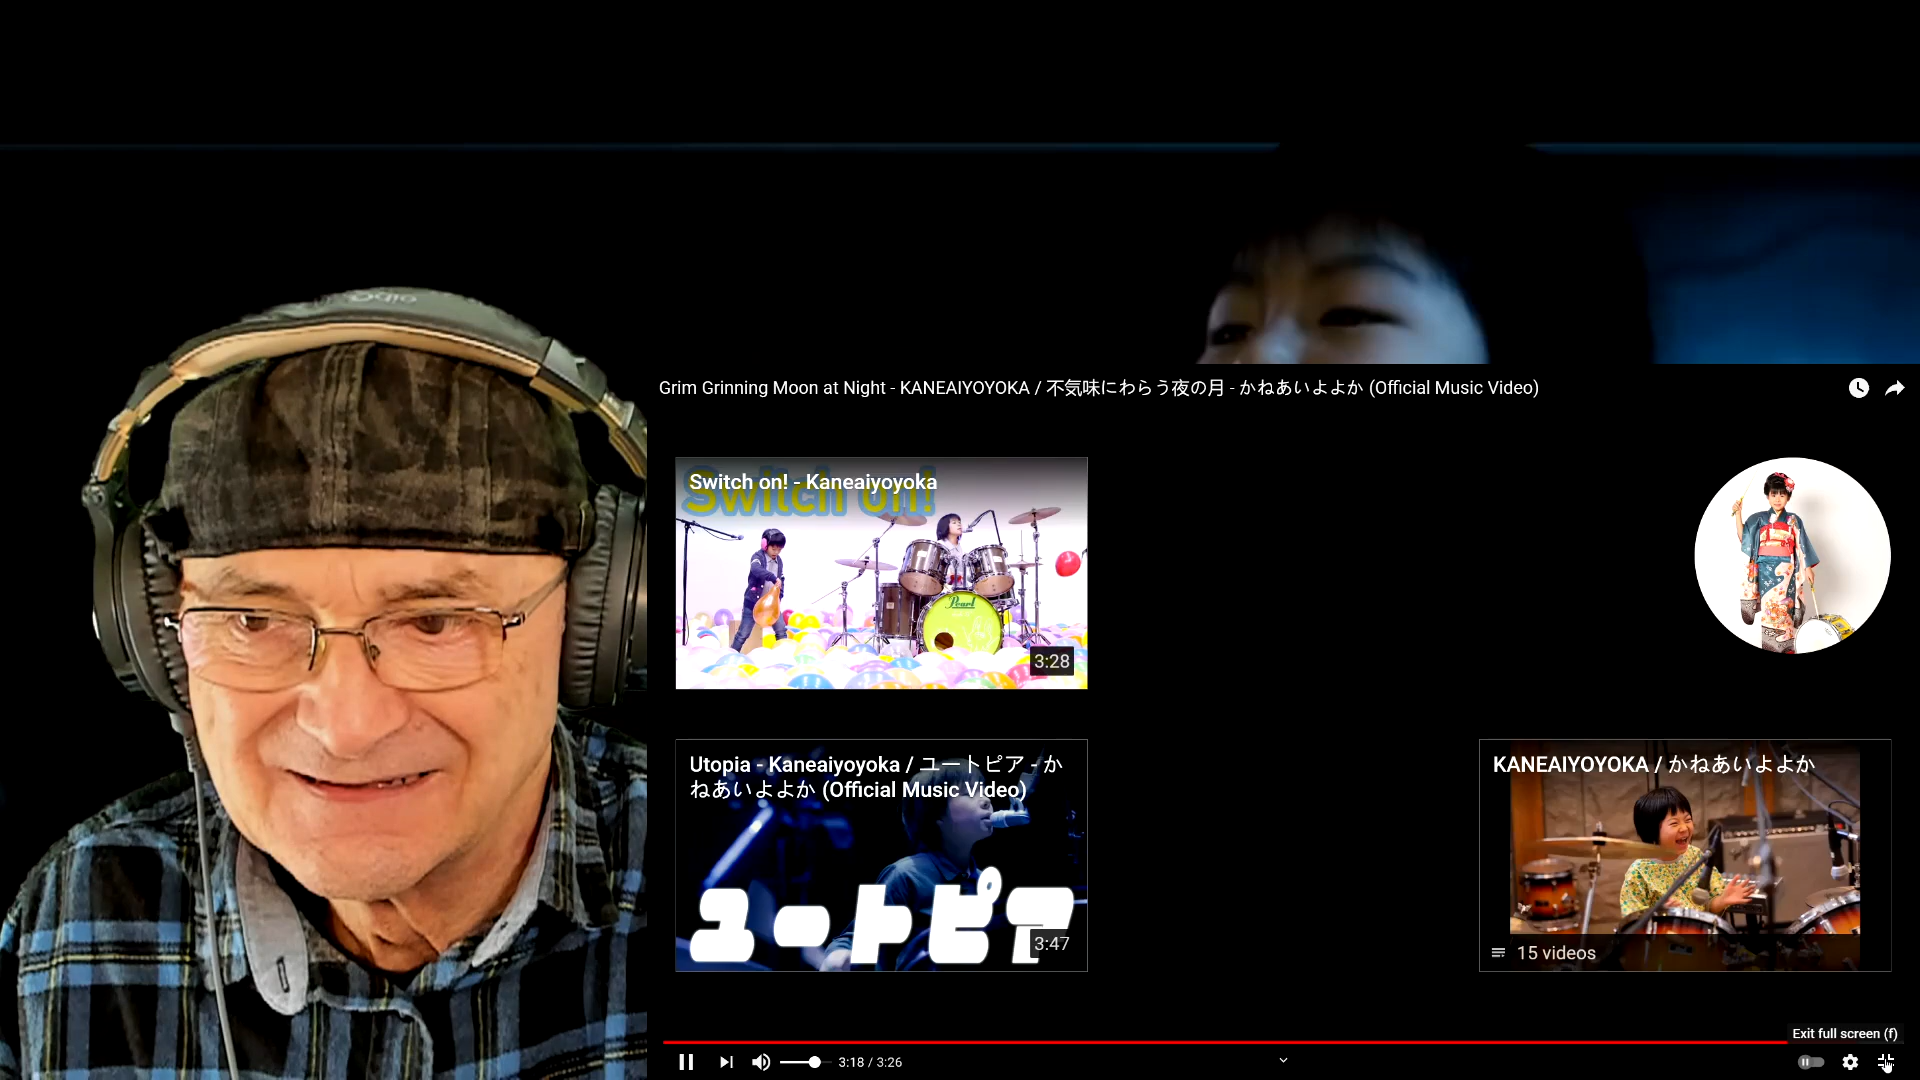 Grim Grinning Moon at Night - KANEAIYOYOKA / 不気味にわらう夜の月 - かねあいよよか (Official Music Video)
Switch on! - Kaneaiyoyoka
Switch on!
Pearl
3:28
Utopia - Kaneaiyoyoka / ユートピア - か
ねあいよよか (Official Music Video)
ユートピア
3:47
KANEAIYOYOKA / かねあいよよか
15 videos
Exit full screen (f)
3:18 / 3:26